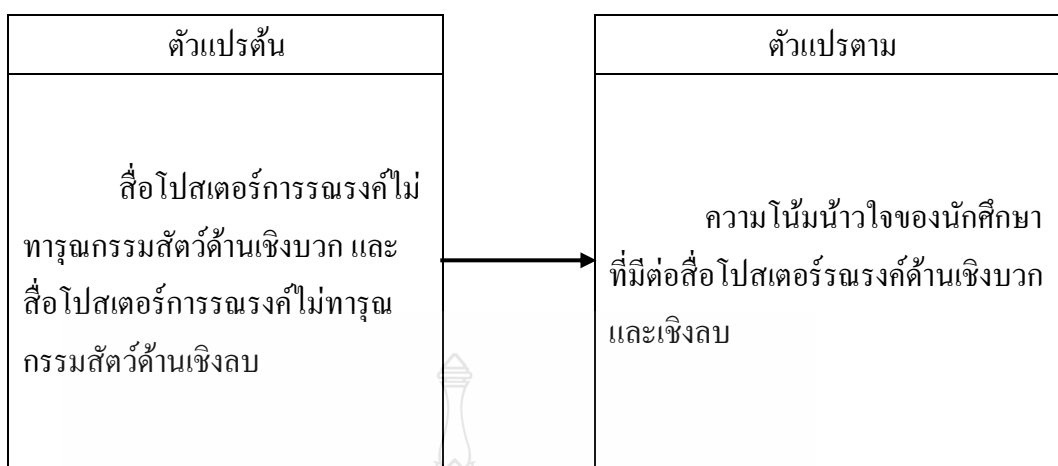 ตัวแปรต้น
สื่อโปสเตอร์การรณรงค์ไม่
ทารุณกรรมสัตว์ด้านเชิงบวก และ
สื่อโปสเตอร์การรณรงค์ไม่ทารุณ
กรรมสัตว์ด้านเชิงลบ
ตัวแปรตาม
ความโน้มน้าวใจของนักศึกษา
ที่มีต่อสื่อโปสเตอร์รณรงค์ด้านเชิงบวก
และเชิงลบ